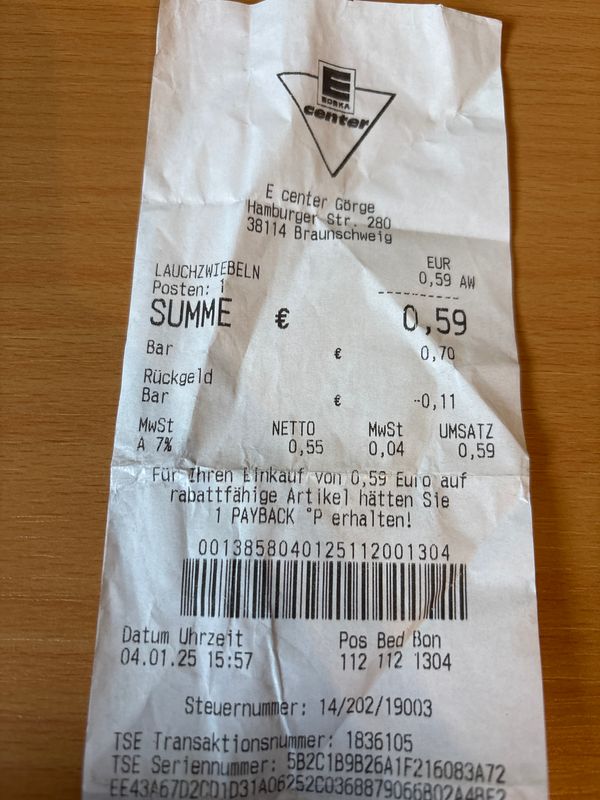 E
EDEKA
center
E center Görge
Hamburger Str. 280
38114 Braunschweig
EUR
LAUCHZWIEBELN 0,59 AW
Posten: 1
SUMME € 0,59
Bar € 0,70
Rückgeld
Bar € -0,11
MwSt NETTO MwSt UMSATZ
A 7% 0,55 0,04 0,59
Für Ihren Einkauf von 0,59 Euro auf
rabattfähige Artikel hätten Sie
1 PAYBACK °P erhalten!
0013858040125112001304
Datum Uhrzeit Pos Bed Bon
04.01.25 15:57 112 112 1304
Steuernummer: 14/202/19003
TSE Transaktionsnummer: 1836105
TSE Seriennummer: 5B2C1B9B26A1F216083A72